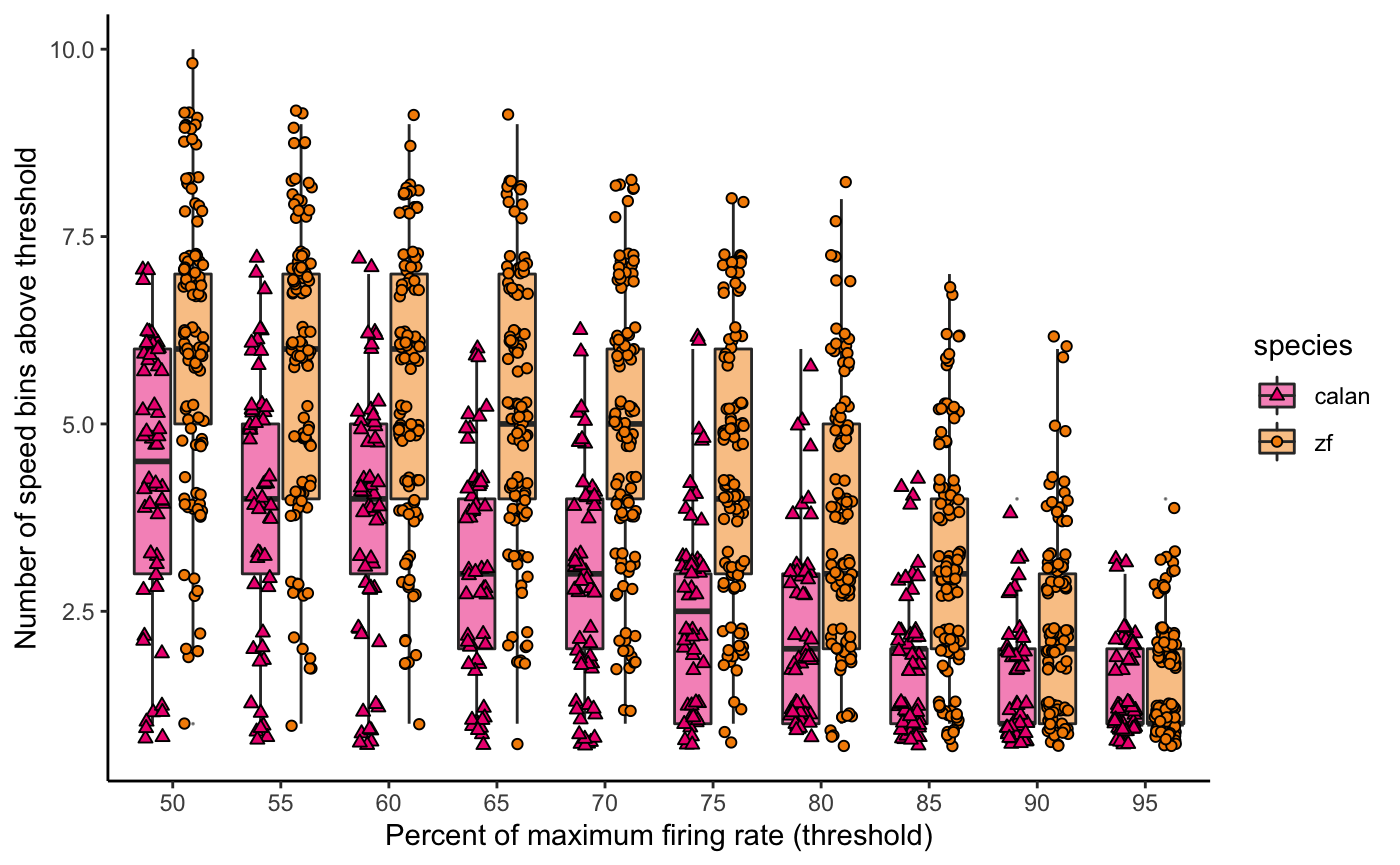 Number of speed bins above threshold
10.0
7.5
5.0
2.5
50 55 60 65 70 75 80 85 90 95
Percent of maximum firing rate (threshold)
species
calan
zf